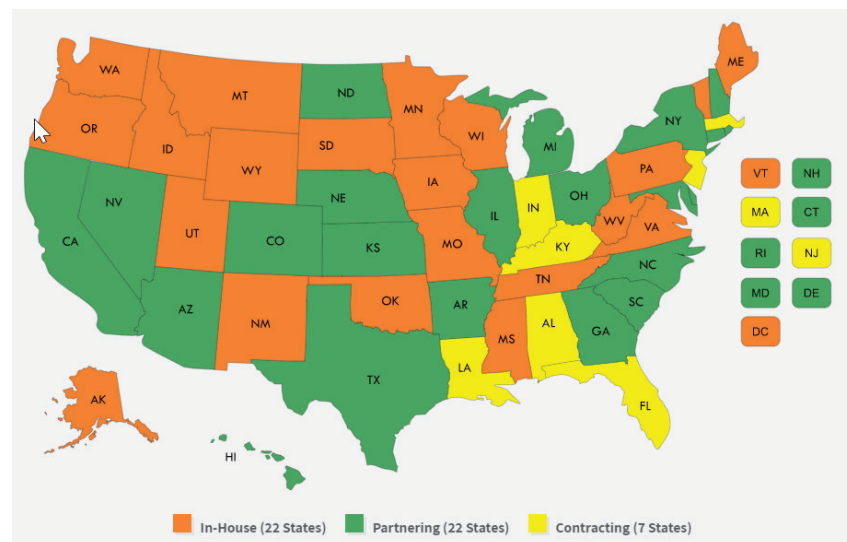 WA
MT
ND
MN
ME
OR
ID
SD
WI
MI
NY
WY
IA
PA
VT
NH
NV
UT
NE
IL
IN
OH
MA
CT
CA
CO
KS
MO
KY
WV
VA
RI
NJ
AZ
NM
OK
AR
TN
NC
MD
DE
TX
LA
MS
AL
GA
SC
DC
AK
FL
HI
In-House (22 States)
Partnering (22 States)
Contracting (7 States)